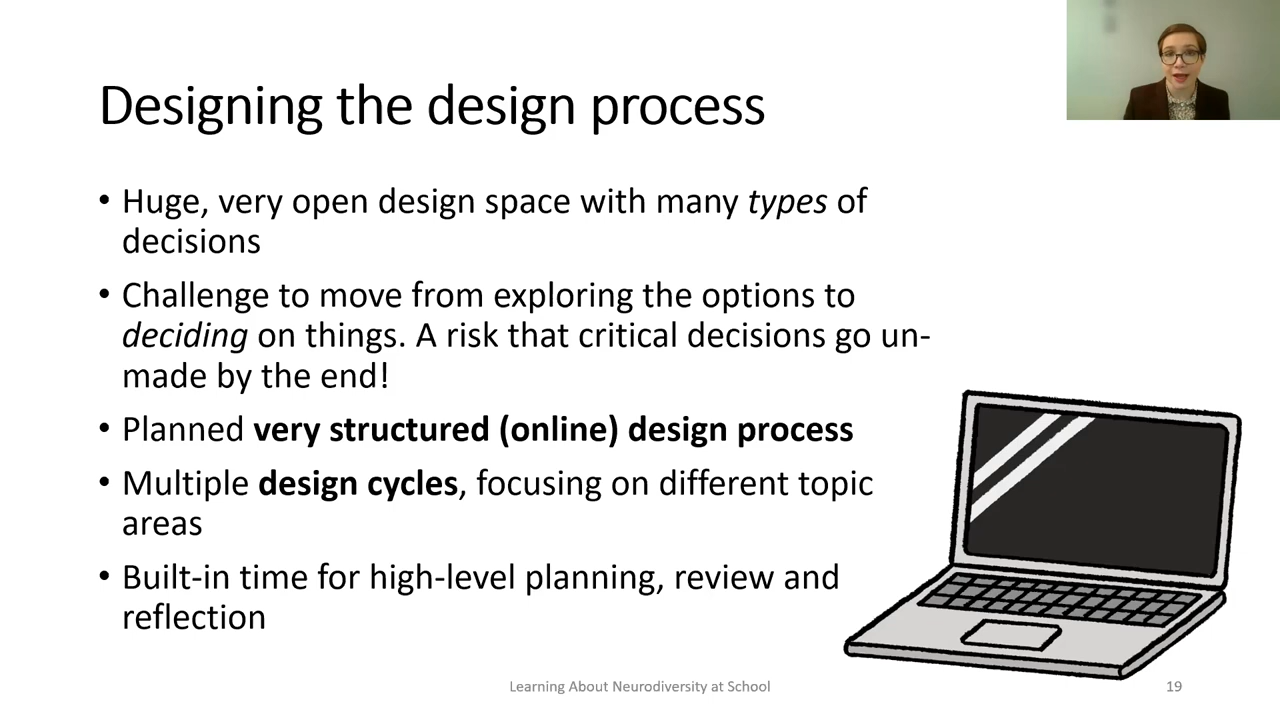 Designing the design process
• Huge, very open design space with many types of
decisions
• Challenge to move from exploring the options to
deciding on things. A risk that critical decisions go un-
made by the end!
• Planned very structured (online) design process
• Multiple design cycles, focusing on different topic
areas
• Built-in time for high-level planning, review and
reflection
Learning About Neurodiversity at School
19